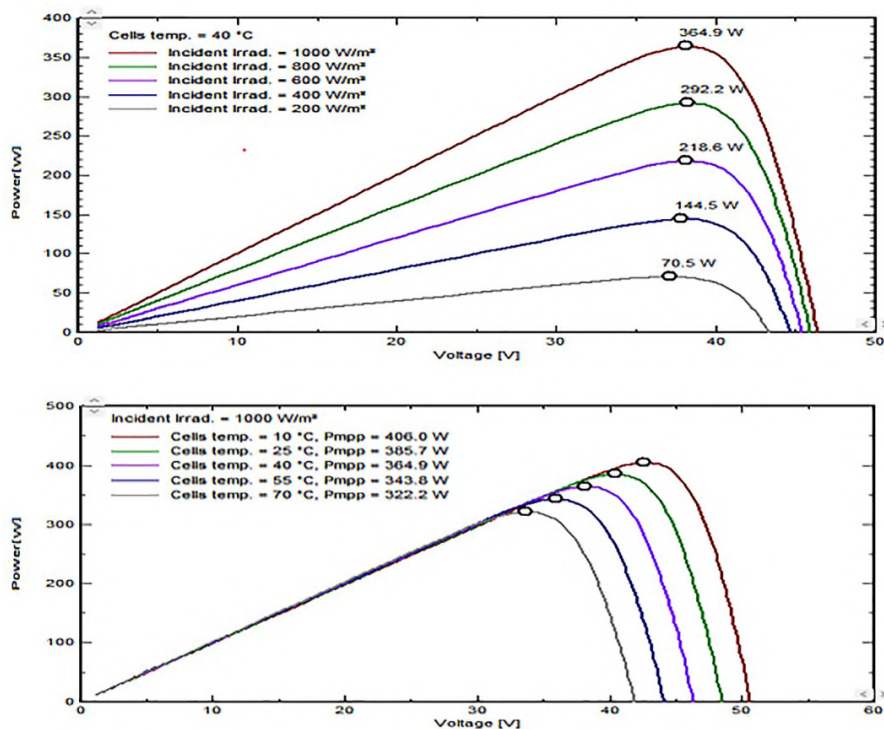 400
350
300
250
200
150
100
50
0
Power[W]
Cells temp. = 40 °C
Incident Irrad. = 1000 W/m²
Incident Irrad. = 800 W/m²
Incident Irrad. = 600 W/m²
Incident Irrad. = 400 W/m²
Incident Irrad. = 200 W/m²
364.9 W
292.2 W
218.6 W
144.5 W
70.5 W
0 10 20 30 40 50
Voltage [V]
500
400
300
200
100
0
Power[W]
Incident Irrad. = 1000 W/m²
Cells temp. = 10 °C, Pmpp = 406.0 W
Cells temp. = 25 °C, Pmpp = 385.7 W
Cells temp. = 40 °C, Pmpp = 364.9 W
Cells temp. = 55 °C, Pmpp = 343.8 W
Cells temp. = 70 °C, Pmpp = 322.2 W
0 10 20 30 40 50 60
Voltage [V]